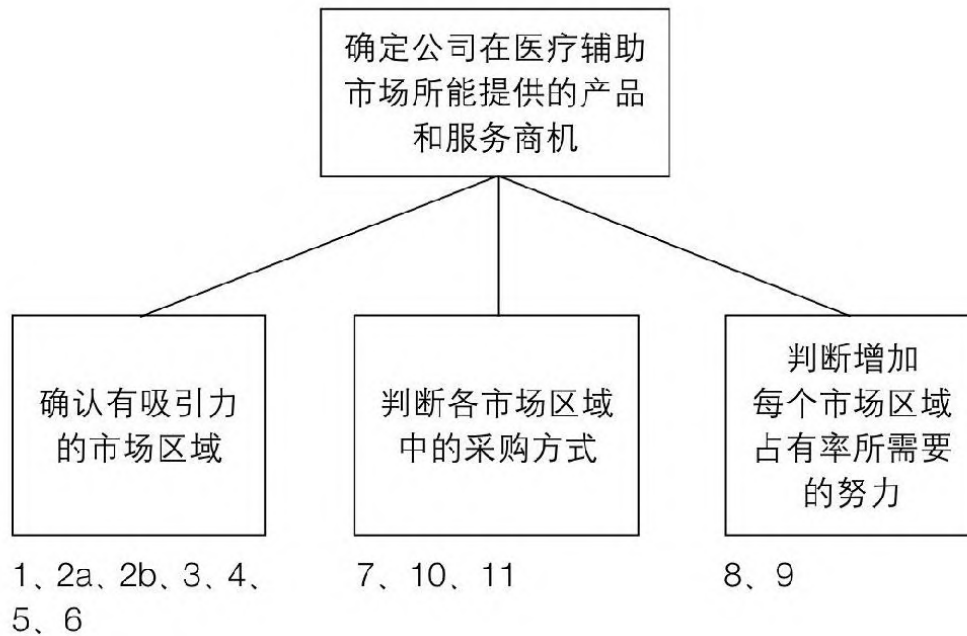 确定公司在医疗辅助
市场所能提供的产品
和服务商机
确认有吸引力
的市场区域
1、2a、2b、3、4、
5、6
判断各市场区域
中的采购方式
7、10、11
判断增加
每个市场区域
占有率所需要
的努力
8、9